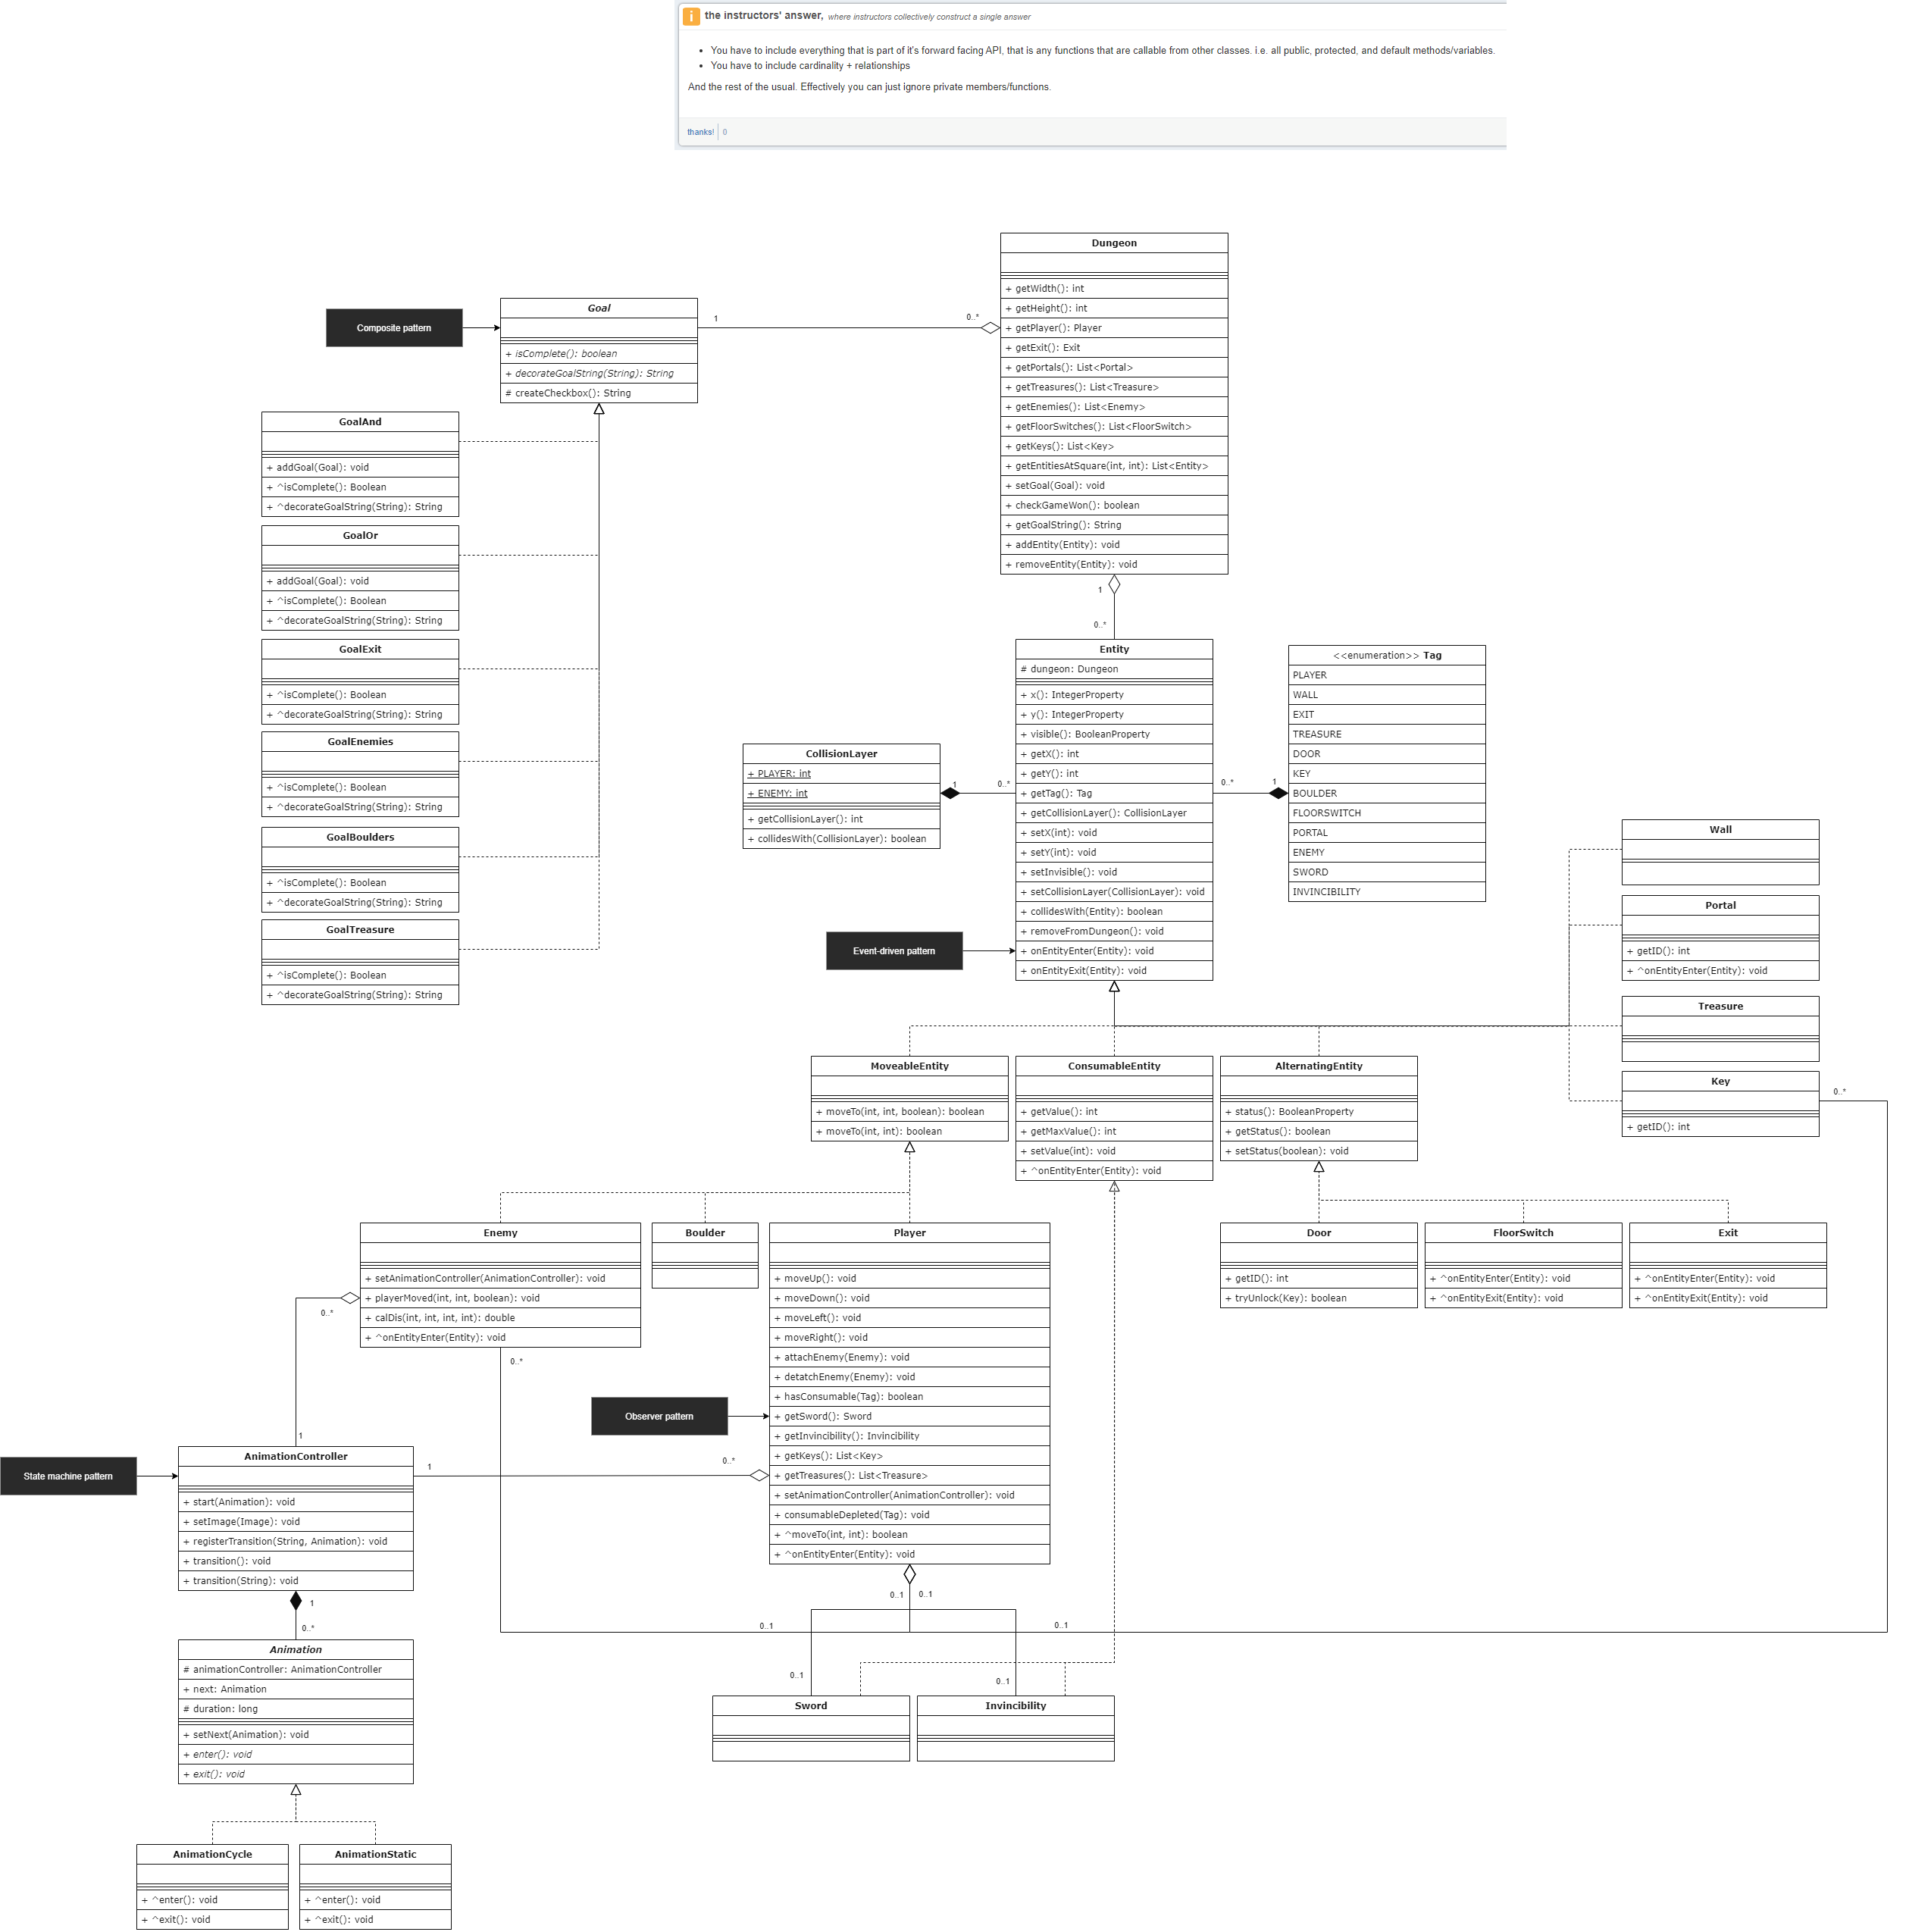 i the instructors' answer, where instructors collectively construct a single answer
• You have to include everything that is part of it's forward facing API, that is any functions that are callable from other classes. i.e. all public, protected, and default methods/variables.
• You have to include cardinality + relationships
And the rest of the usual. Effectively you can just ignore private members/functions.
thanks! 0
Dungeon
+ getWidth(): int
+ getHeight(): int
+ getPlayer(): Player
+ getExit(): Exit
+ getPortals(): List<Portal>
+ getTreasures(): List<Treasure>
+ getEnemies(): List<Enemy>
+ getFloorSwitches(): List<FloorSwitch>
+ getKeys(): List<Key>
+ getEntitiesAtSquare(int, int): List<Entity>
+ setGoal(Goal): void
+ checkGameWon(): boolean
+ getGoalString(): String
+ addEntity(Entity): void
+ removeEntity(Entity): void
1
0..*
Composite pattern
Goal
+ isComplete(): boolean
+ decorateGoalString(String): String
# createCheckbox(): String
1
0..*
GoalAnd
+ addGoal(Goal): void
+ ^isComplete(): Boolean
+ ^decorateGoalString(String): String
GoalOr
+ addGoal(Goal): void
+ ^isComplete(): Boolean
+ ^decorateGoalString(String): String
GoalExit
+ ^isComplete(): Boolean
+ ^decorateGoalString(String): String
GoalEnemies
+ ^isComplete(): Boolean
+ ^decorateGoalString(String): String
GoalBoulders
+ ^isComplete(): Boolean
+ ^decorateGoalString(String): String
GoalTreasure
+ ^isComplete(): Boolean
+ ^decorateGoalString(String): String
Entity
# dungeon: Dungeon
+ x(): IntegerProperty
+ y(): IntegerProperty
+ visible(): BooleanProperty
+ getX(): int
+ getY(): int
+ getTag(): Tag
+ getCollisionLayer(): CollisionLayer
+ setX(int): void
+ setY(int): void
+ setInvisible(): void
+ setCollisionLayer(CollisionLayer): void
+ collidesWith(Entity): boolean
+ removeFromDungeon(): void
+ onEntityEnter(Entity): void
+ onEntityExit(Entity): void
Event-driven pattern
CollisionLayer
+ PLAYER: int
+ ENEMY: int
+ getCollisionLayer(): int
+ collidesWith(CollisionLayer): boolean
1
0..*
0..*
1
<<enumeration>> Tag
PLAYER
WALL
EXIT
TREASURE
DOOR
KEY
BOULDER
FLOORSWITCH
PORTAL
ENEMY
SWORD
INVINCIBILITY
Wall
Portal
+ getID(): int
+ ^onEntityEnter(Entity): void
Treasure
Key
+ getID(): int
0..*
MoveableEntity
+ moveTo(int, int, boolean): boolean
+ moveTo(int, int): boolean
ConsumableEntity
+ getValue(): int
+ getMaxValue(): int
+ setValue(int): void
+ ^onEntityEnter(Entity): void
AlternatingEntity
+ status(): BooleanProperty
+ getStatus(): boolean
+ setStatus(boolean): void
Enemy
+ setAnimationController(AnimationController): void
+ playerMoved(int, int, boolean): void
+ calDis(int, int, int, int): double
+ ^onEntityEnter(Entity): void
0..*
0..*
Boulder
Player
+ moveUp(): void
+ moveDown(): void
+ moveLeft(): void
+ moveRight(): void
+ attachEnemy(Enemy): void
+ detatchEnemy(Enemy): void
+ hasConsumable(Tag): boolean
+ getSword(): Sword
+ getInvincibility(): Invincibility
+ getKeys(): List<Key>
+ getTreasures(): List<Treasure>
+ setAnimationController(AnimationController): void
+ consumableDepleted(Tag): void
+ ^moveTo(int, int): boolean
+ ^onEntityEnter(Entity): void
Observer pattern
Door
+ getID(): int
+ tryUnlock(Key): boolean
FloorSwitch
+ ^onEntityEnter(Entity): void
+ ^onEntityExit(Entity): void
Exit
+ ^onEntityEnter(Entity): void
+ ^onEntityExit(Entity): void
State machine pattern
1
AnimationController
+ start(Animation): void
+ setImage(Image): void
+ registerTransition(String, Animation): void
+ transition(): void
+ transition(String): void
1
0..*
1
0..*
0..1
0..1
0..1
0..1
0..1
0..1
Animation
# animationController: AnimationController
+ next: Animation
# duration: long
+ setNext(Animation): void
+ enter(): void
+ exit(): void
Sword
Invincibility
AnimationCycle
+ ^enter(): void
+ ^exit(): void
AnimationStatic
+ ^enter(): void
+ ^exit(): void